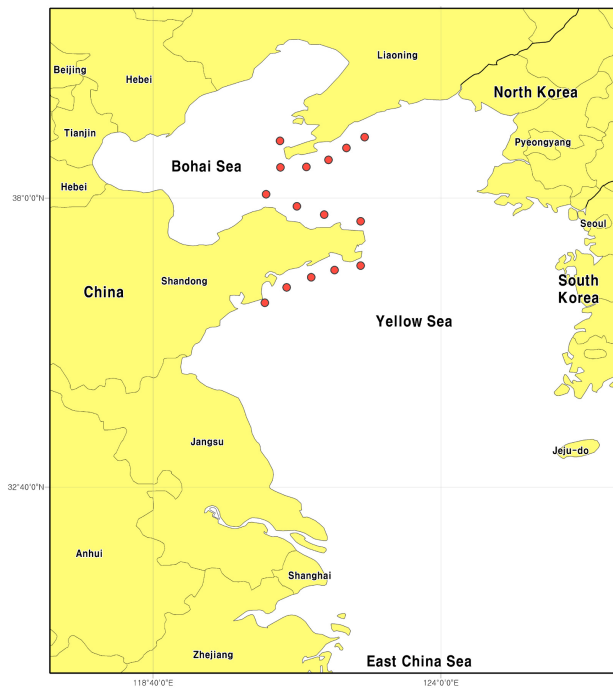 Liaoning
Beijing
Hebei
North Korea
Tianjin
Pyeongyang
Bohai Sea
Hebei
38°0'0"N
Seoul
Shandong
South
Korea
China
Yellow Sea
Jangsu
Jeju-do
32°40'0"N
Anhui
Shanghai
Zhejiang
East China Sea
118°40'0"E
124°0'0"E